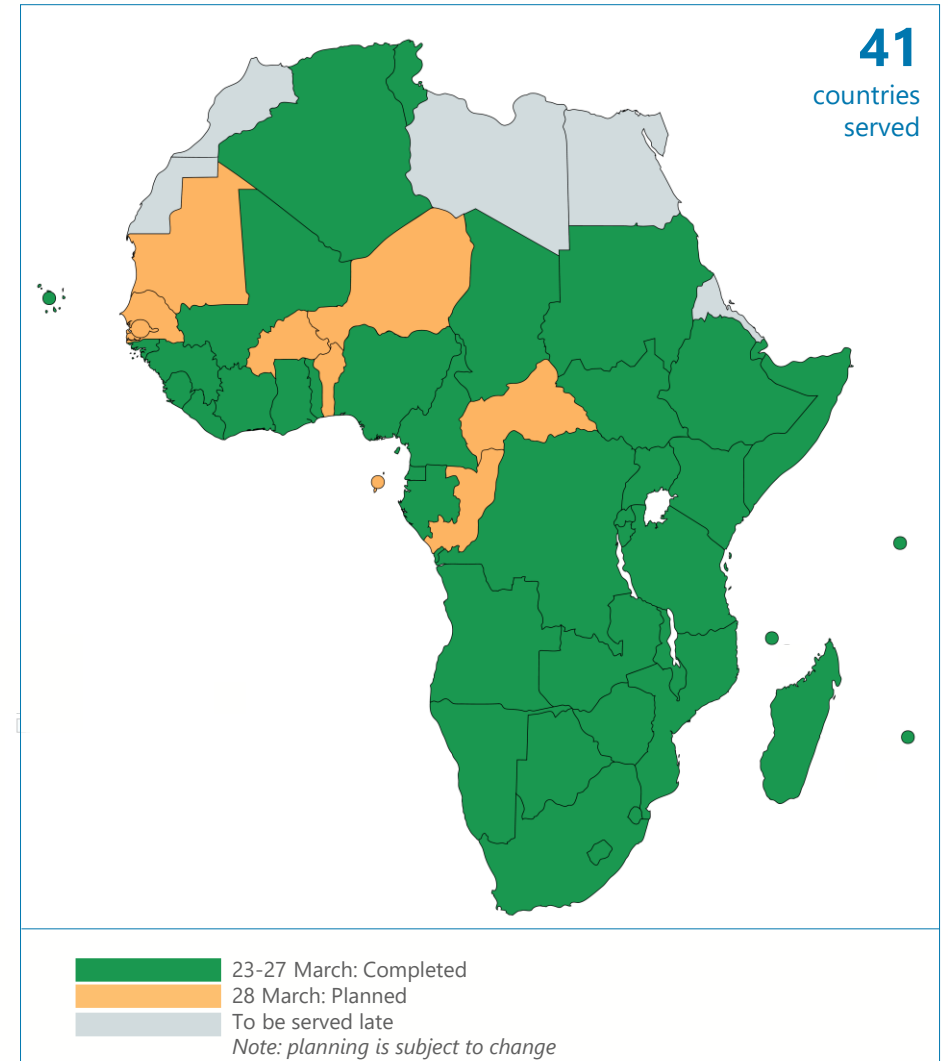 41
countries
served
23-27 March: Completed
28 March: Planned
To be served late
Note: planning is subject to change